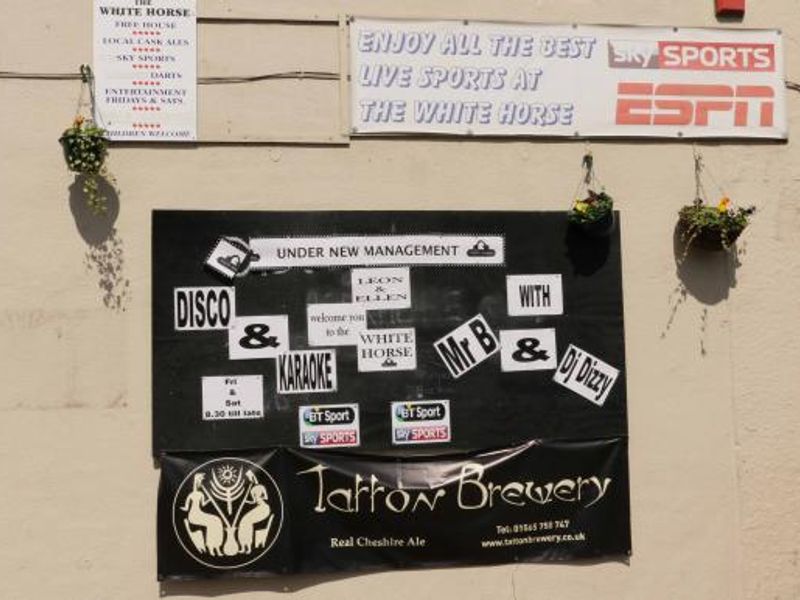 THE
WHITE HORSE
FREE HOUSE
LOCAL CASK ALES
SKY SPORTS
DARTS
ENTERTAINMENT
FRIDAYS & SATS
CHILDREN WELCOME
ENJOY ALL THE BEST
LIVE SPORTS AT
THE WHITE HORSE
sky SPORTS
ESPN
UNDER NEW MANAGEMENT
LEON
&
ELLEN
welcome you
to the
WHITE
HORSE
DISCO
&
KARAOKE
WITH
Mr B
&
Dj Dizzy
Fri
&
Sat
8.30 till late
BT Sport
sky SPORTS
BT Sport
sky SPORTS
Tatton Brewery
Real Cheshire Ale
Tel: 01565 750 747
www.tattonbrewery.co.uk